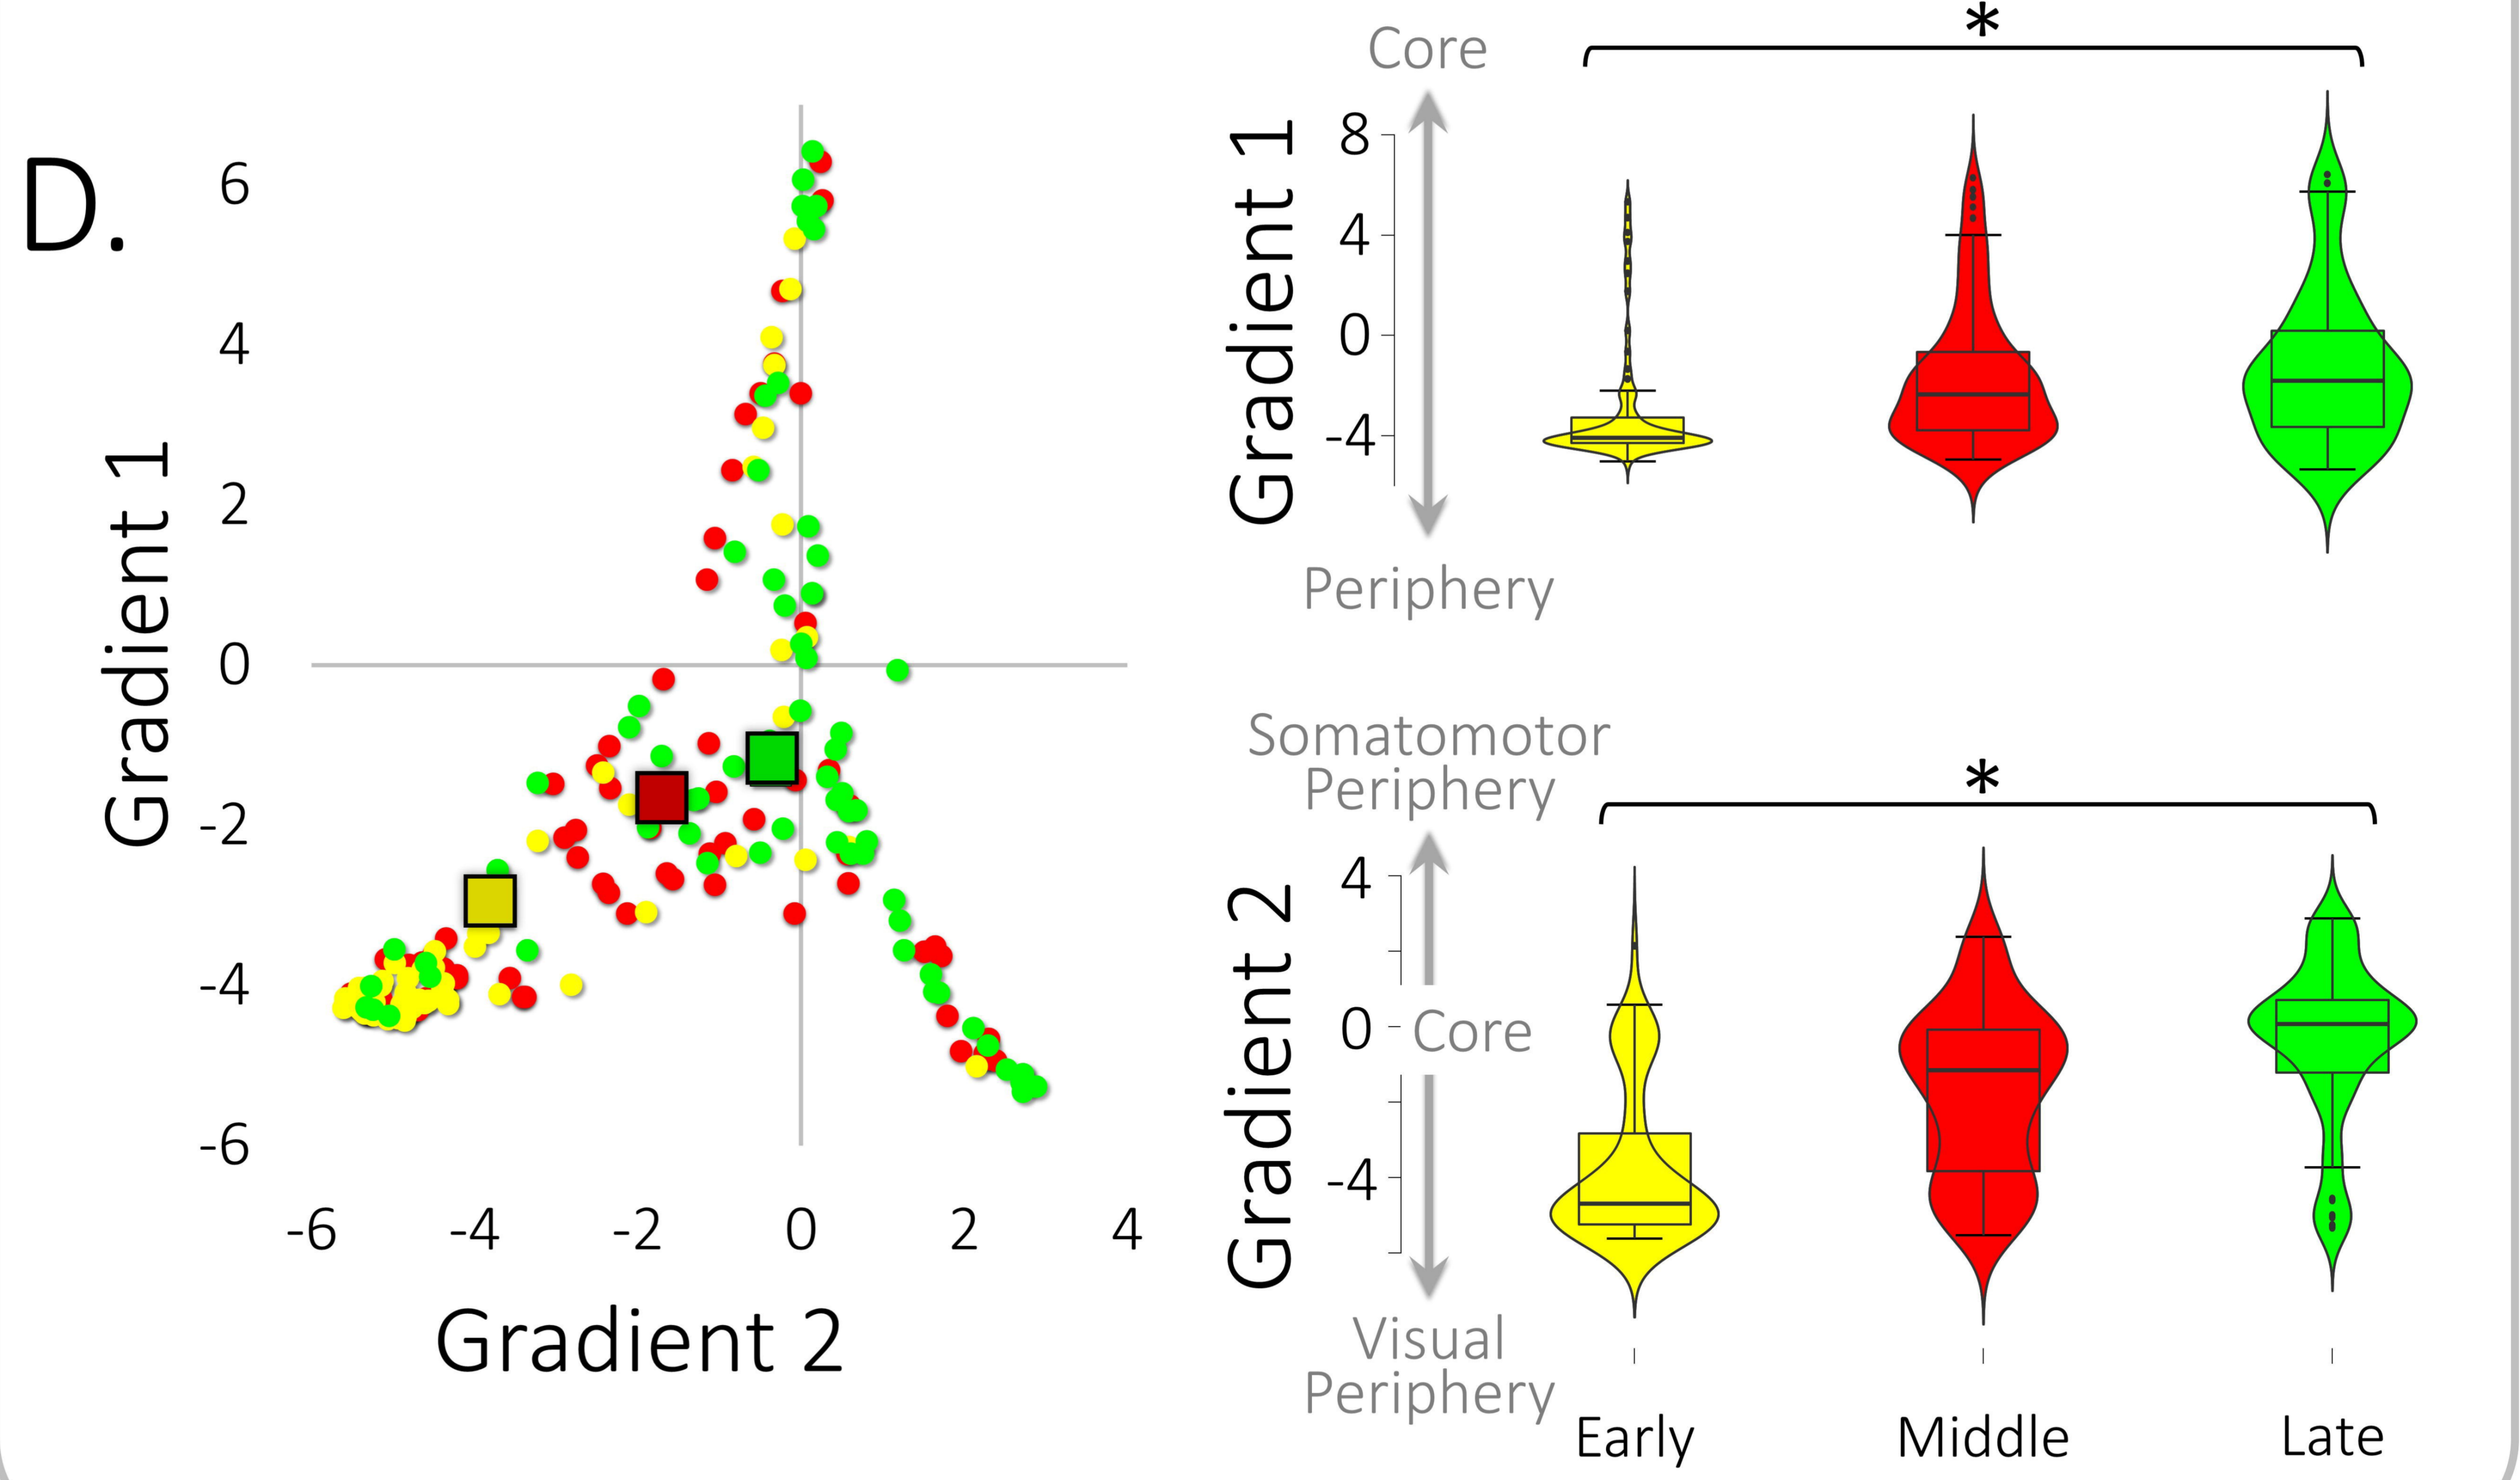 D.
Gradient 1
6
4
2
0
-2
-4
-6
-6 -4 -2 0 2 4
Gradient 2
Core
*
Gradient 1
8
4
0
-4
Periphery
Somatomotor
Periphery
*
Gradient 2
4
0
Core
-4
Visual
Periphery
Early Middle Late